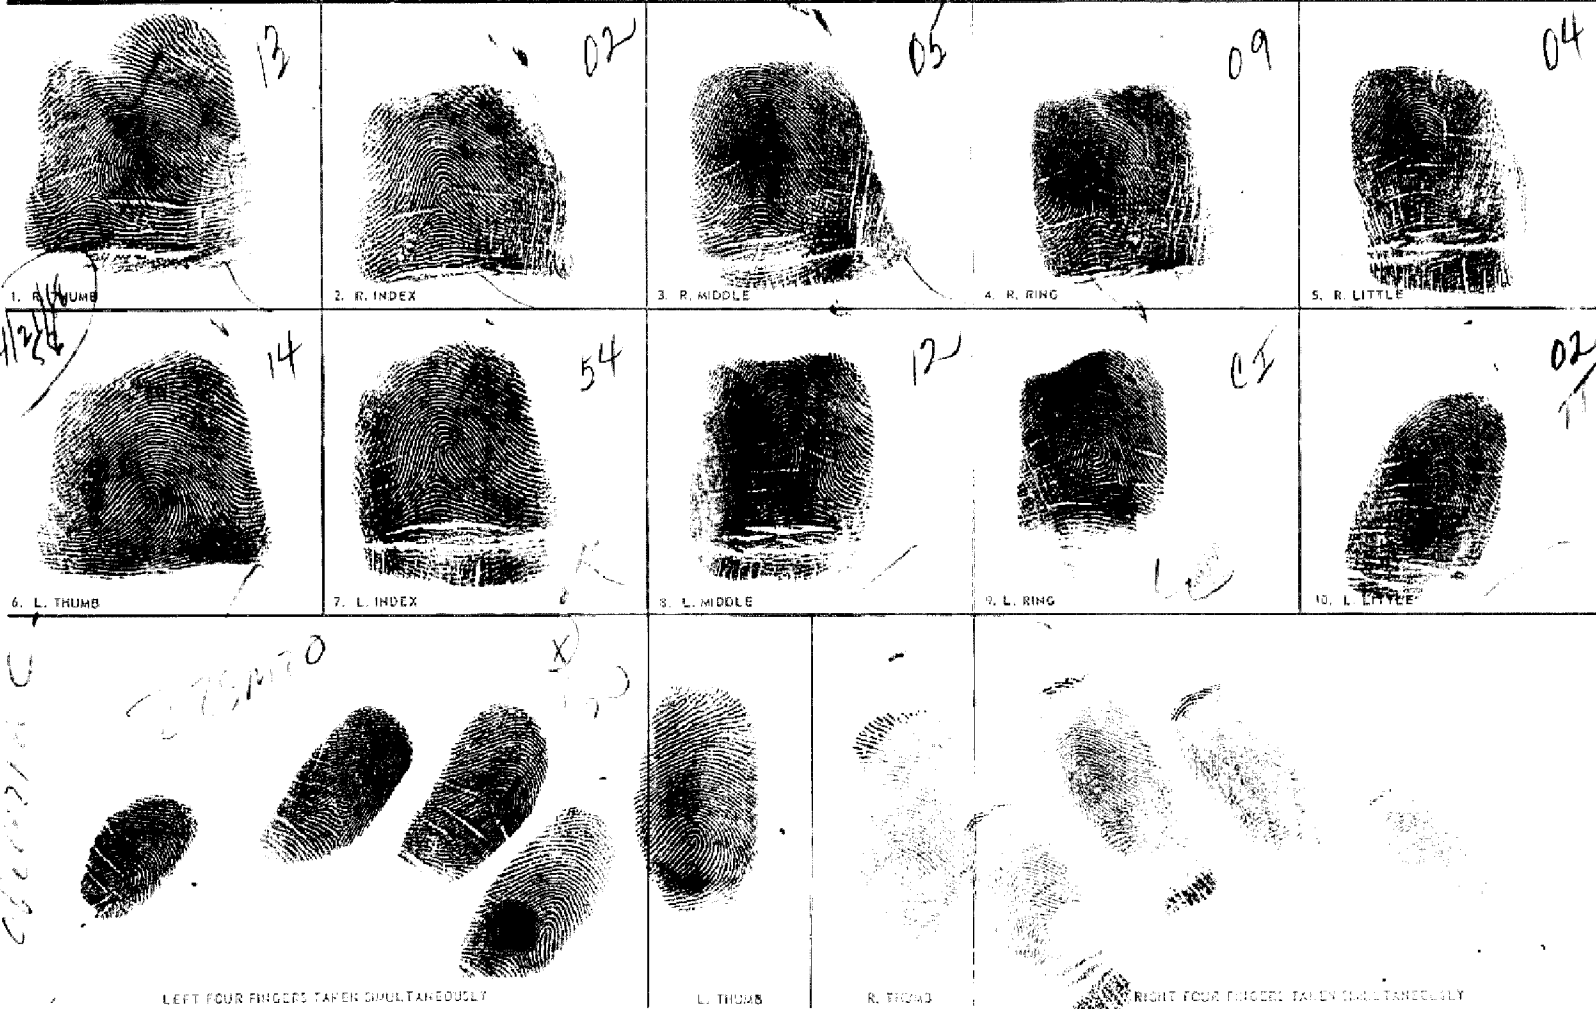 13 02 05 09 04
1. R. THUMB 2. R. INDEX 3. R. MIDDLE 4. R. RING 5. R. LITTLE
14 54 12 CI 02
6. L. THUMB 7. L. INDEX 8. L. MIDDLE 9. L. RING 10. L. LITTLE
LEFT FOUR FINGERS TAKEN SIMULTANEOUSLY L. THUMB R. THUMB RIGHT FOUR FINGERS TAKEN SIMULTANEOUSLY